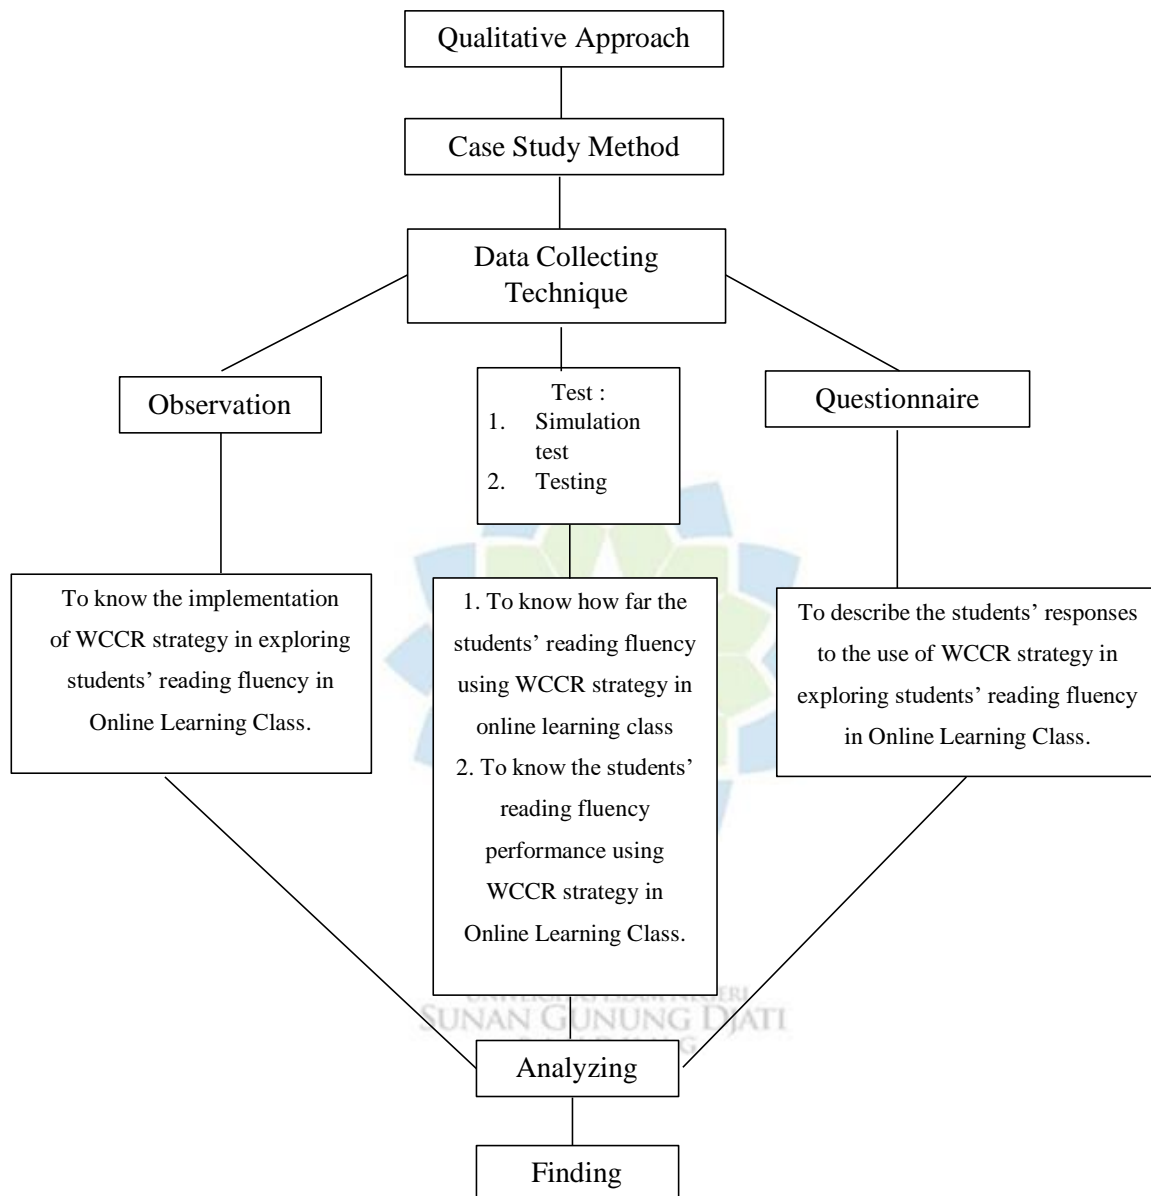 Qualitative Approach
Case Study Method
Data Collecting
Technique
Observation
Test :
1. Simulation
test
2. Testing
Questionnaire
To know the implementation
of WCCR strategy in exploring
students’ reading fluency in
Online Learning Class.
1. To know how far the
students’ reading fluency
using WCCR strategy in
online learning class
2. To know the students’
reading fluency
performance using
WCCR strategy in
Online Learning Class.
To describe the students’ responses
to the use of WCCR strategy in
exploring students’ reading fluency
in Online Learning Class.
SUNAN GUNUNG DJATI
Analyzing
Finding